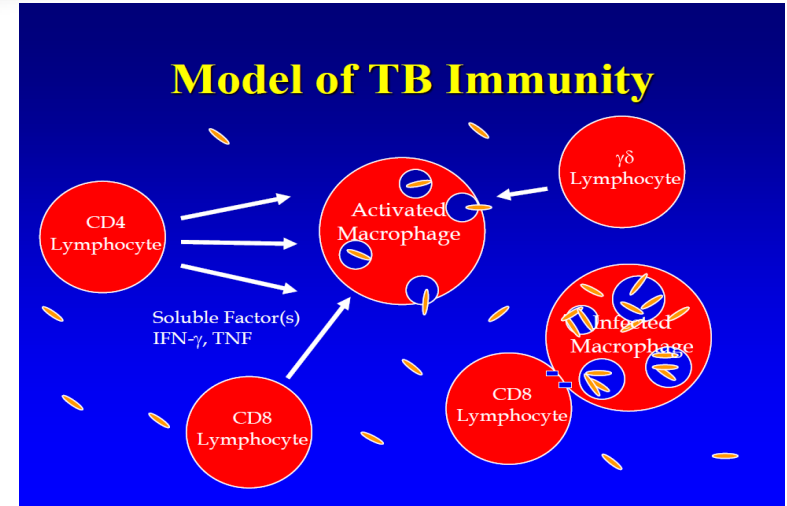 Model of TB Immunity
γδ
Lymphocyte
CD4
Lymphocyte
Activated
Macrophage
Soluble Factor(s)
IFN-γ, TNF
Infected
Macrophage
CD8
Lymphocyte
CD8
Lymphocyte